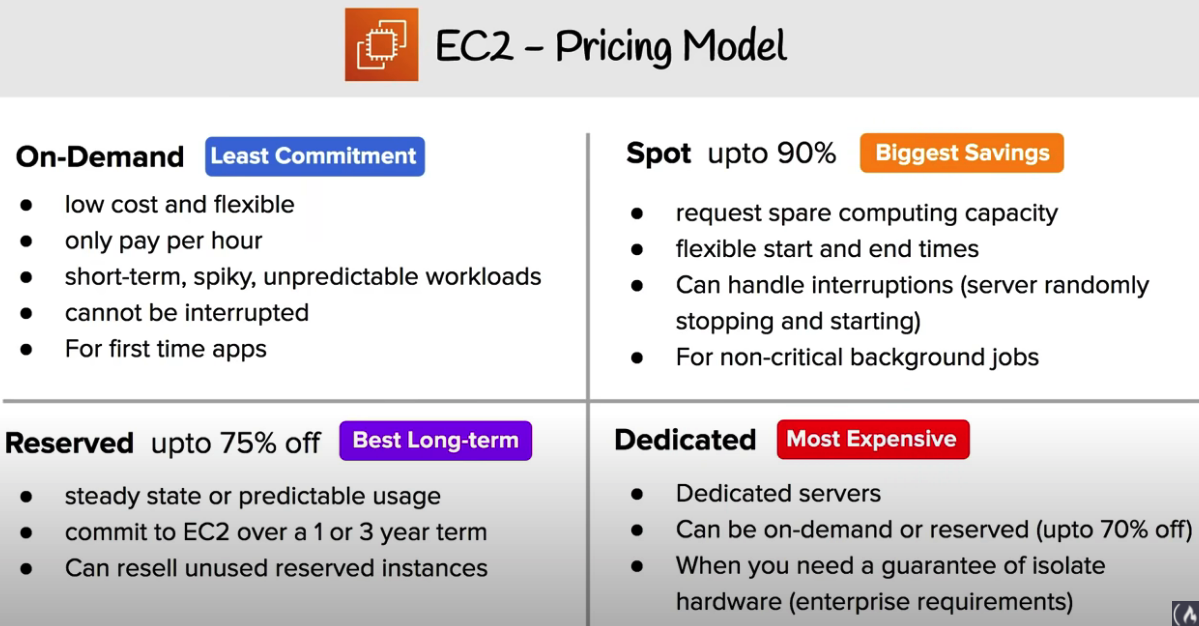 EC2 – Pricing Model
On-Demand Least Commitment
● low cost and flexible
● only pay per hour
● short-term, spiky, unpredictable workloads
● cannot be interrupted
● For first time apps
Spot upto 90% Biggest Savings
● request spare computing capacity
● flexible start and end times
● Can handle interruptions (server randomly
stopping and starting)
● For non-critical background jobs
Reserved upto 75% off Best Long-term
● steady state or predictable usage
● commit to EC2 over a 1 or 3 year term
● Can resell unused reserved instances
Dedicated Most Expensive
● Dedicated servers
● Can be on-demand or reserved (upto 70% off)
● When you need a guarantee of isolate
hardware (enterprise requirements)